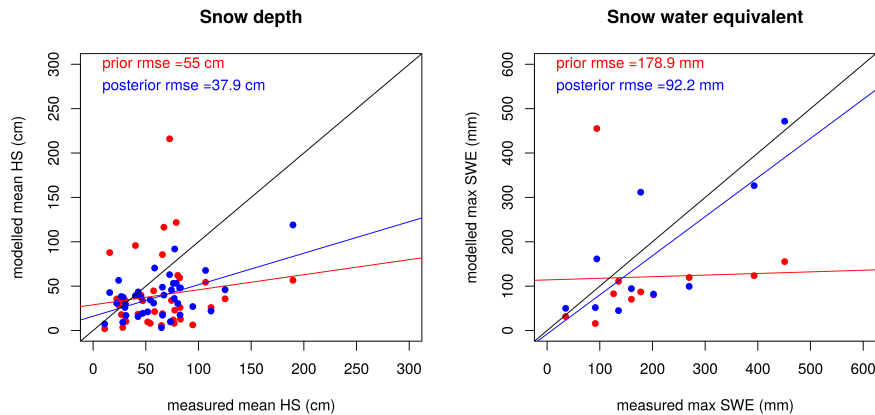 Snow depth
prior rmse =55 cm
posterior rmse =37.9 cm
modelled mean HS (cm)
0 50 100 150 200 250 300
0 50 100 150 200 250 300
measured mean HS (cm)
Snow water equivalent
prior rmse =178.9 mm
posterior rmse =92.2 mm
modelled max SWE (mm)
0 100 200 300 400 500 600
0 100 200 300 400 500 600
measured max SWE (mm)